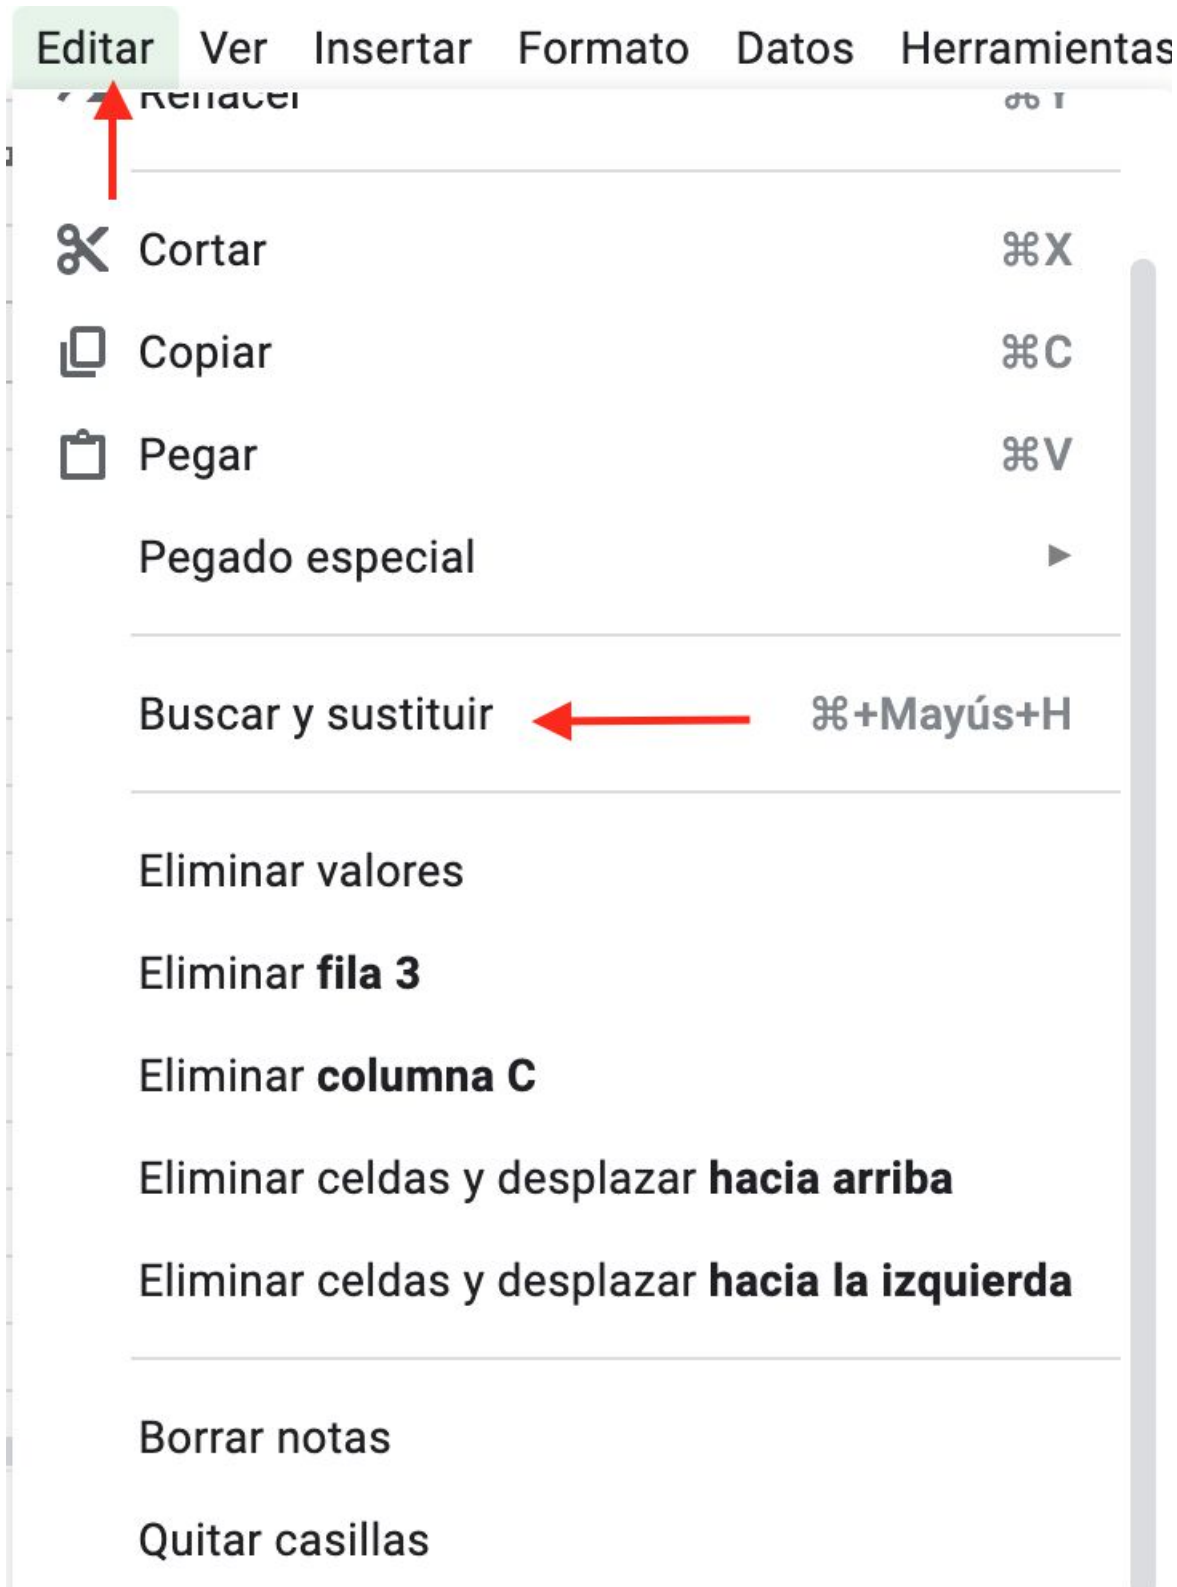 Editar Ver Insertar Formato Datos Herramientas
Rehacer ⌘Y
Cortar ⌘X
Copiar ⌘C
Pegar ⌘V
Pegado especial ►
Buscar y sustituir ⌘+Mayús+H
Eliminar valores
Eliminar fila 3
Eliminar columna C
Eliminar celdas y desplazar hacia arriba
Eliminar celdas y desplazar hacia la izquierda
Borrar notas
Quitar casillas